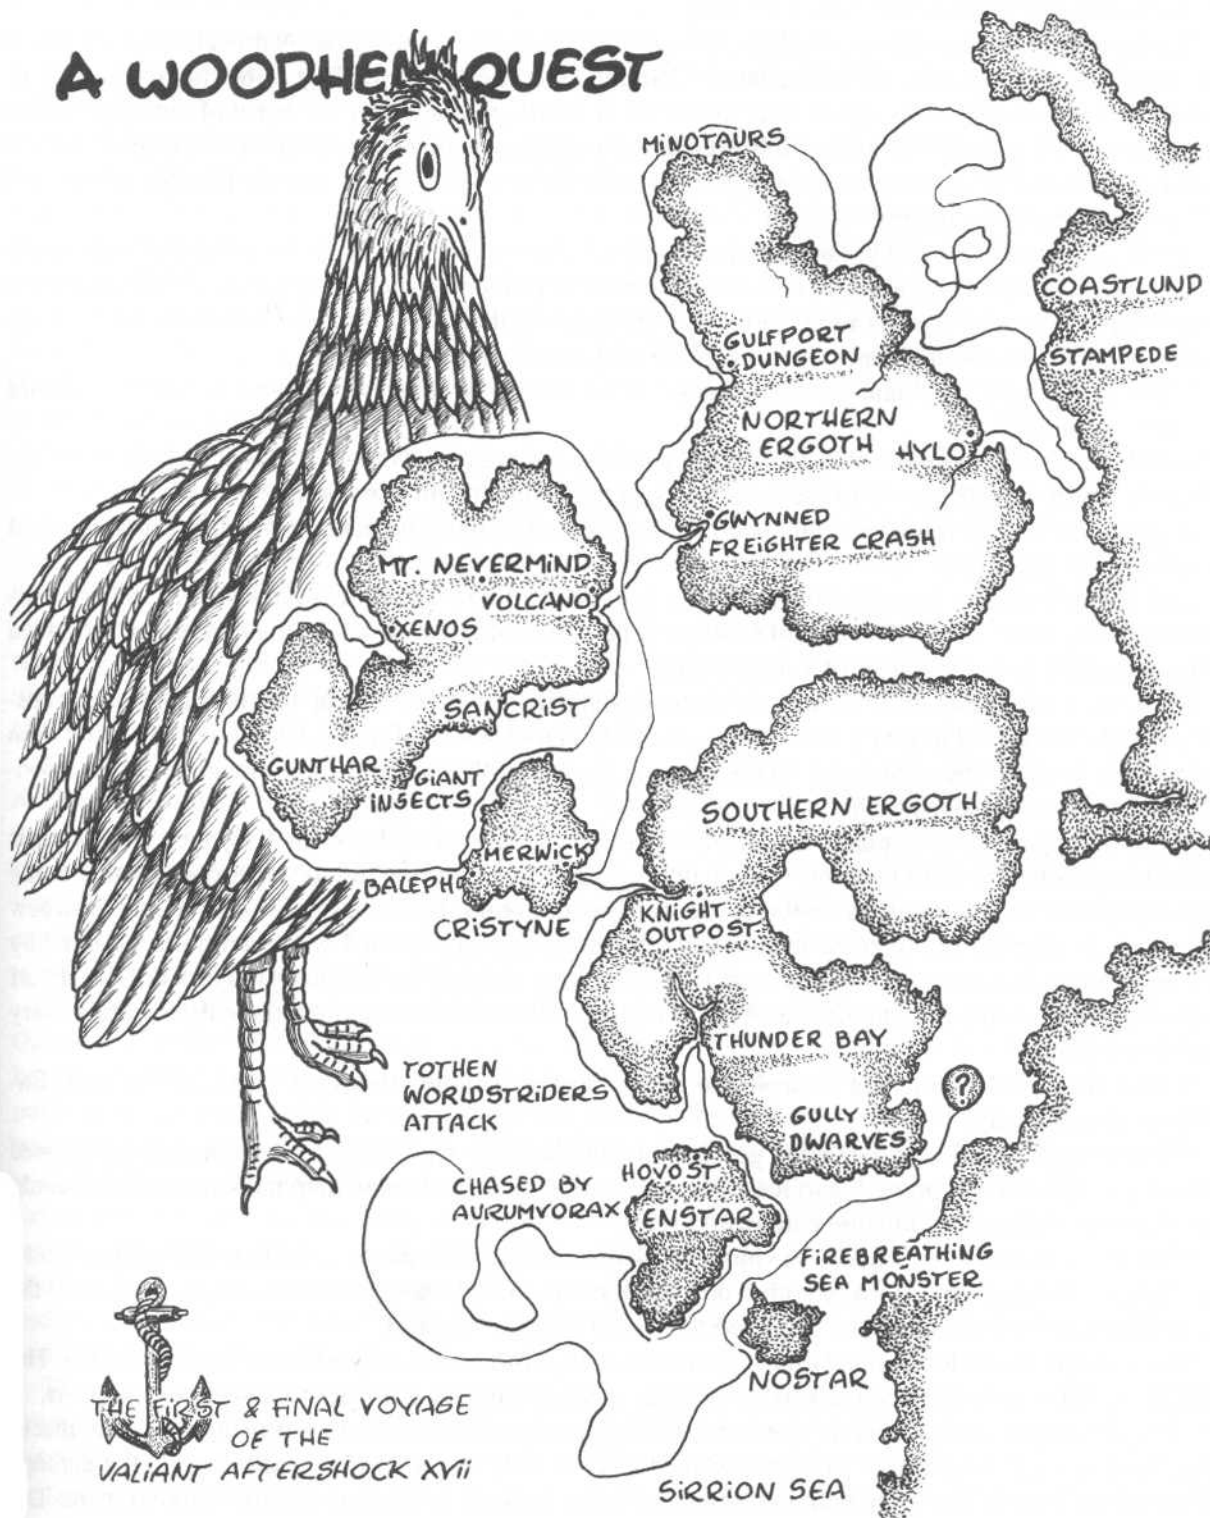 A WOODHEN QUEST
MINOTAURS
COASTLUND
GULFPORT
DUNGEON
STAMPEDE
NORTHERN
ERGOTH
HYLO
GWYNNED
FREIGHTER CRASH
MT. NEVERMIND
VOLCANO
XENOS
SANCRIST
GUNTHAR
GIANT
INSECTS
SOUTHERN ERGOTH
MERWICK
BALEPH
CRISTYNE
KNIGHT
OUTPOST
THUNDER BAY
TOTHEN
WORLDSTRIDERS
ATTACK
?
GULLY
DWARVES
HOVOST
CHASED BY
AURUMVORAX
ENSTAR
FIREBREATHING
SEA MONSTER
NOSTAR
THE FIRST & FINAL VOYAGE
OF THE
VALIANT AFTERSHOCK XVII
SIRRION SEA